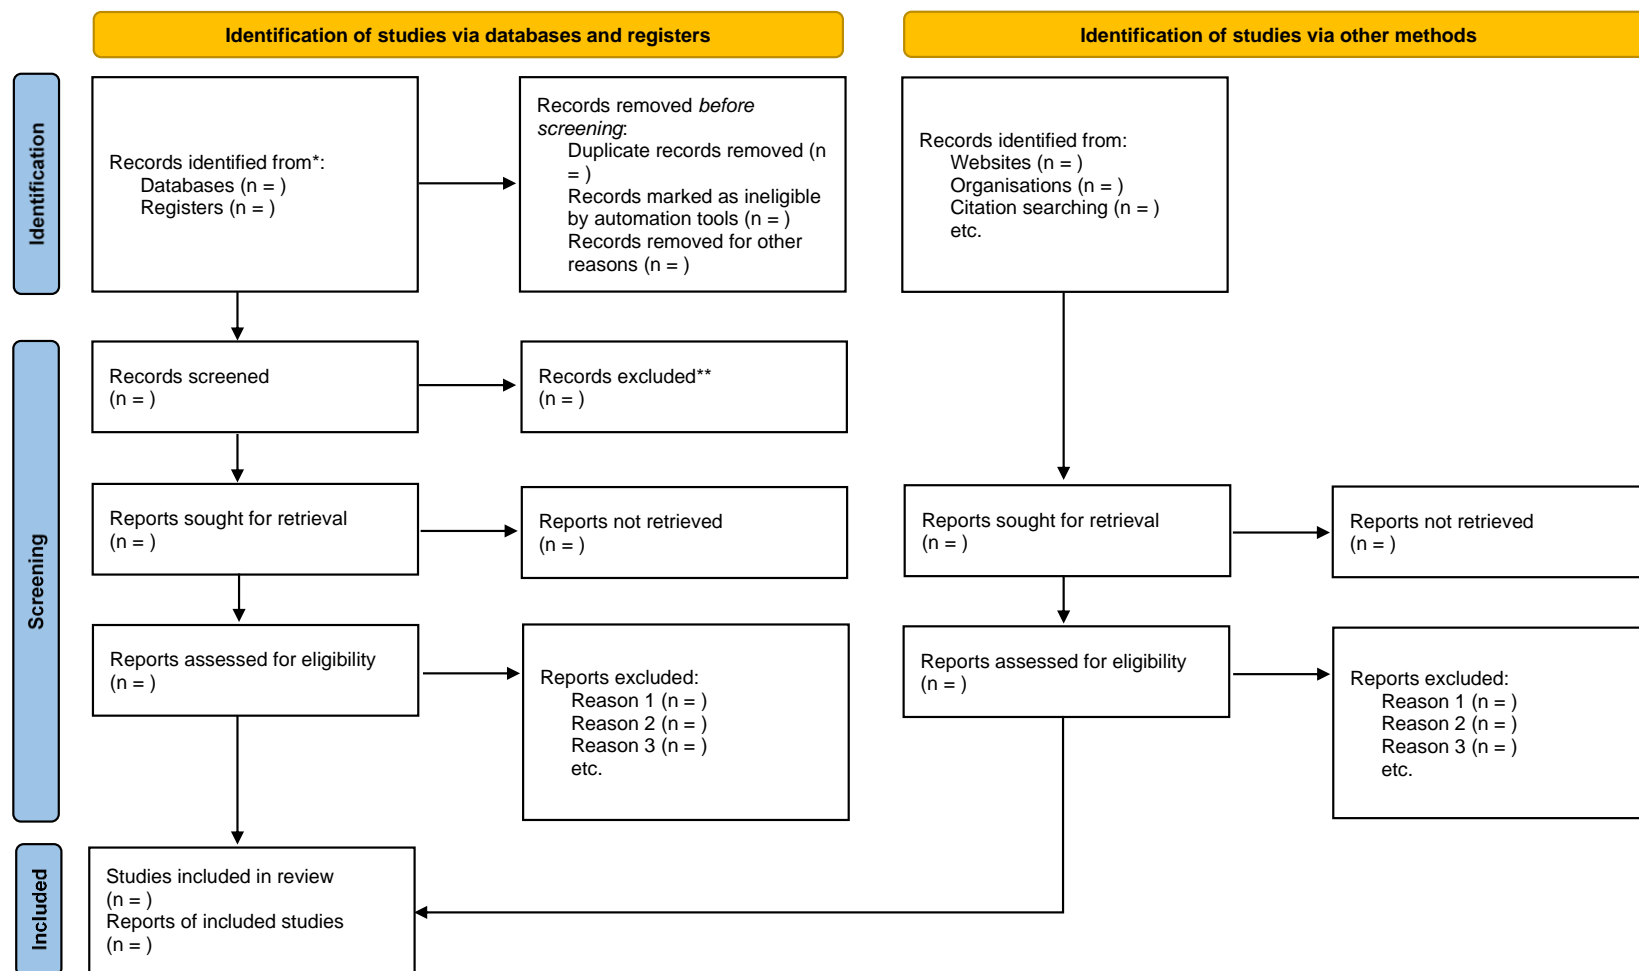 Identification of studies via databases and registers
Identification of studies via other methods
Identification
Records identified from*:
Databases (n = )
Registers (n = )
Records removed before
screening:
Duplicate records removed (n
= )
Records marked as ineligible
by automation tools (n = )
Records removed for other
reasons (n = )
Records identified from:
Websites (n = )
Organisations (n = )
Citation searching (n = )
etc.
Screening
Records screened
(n = )
Records excluded**
(n = )
Reports sought for retrieval
(n = )
Reports not retrieved
(n = )
Reports sought for retrieval
(n = )
Reports not retrieved
(n = )
Reports assessed for eligibility
(n = )
Reports excluded:
Reason 1 (n = )
Reason 2 (n = )
Reason 3 (n = )
etc.
Reports assessed for eligibility
(n = )
Reports excluded:
Reason 1 (n = )
Reason 2 (n = )
Reason 3 (n = )
etc.
Included
Studies included in review
(n = )
Reports of included studies
(n = )